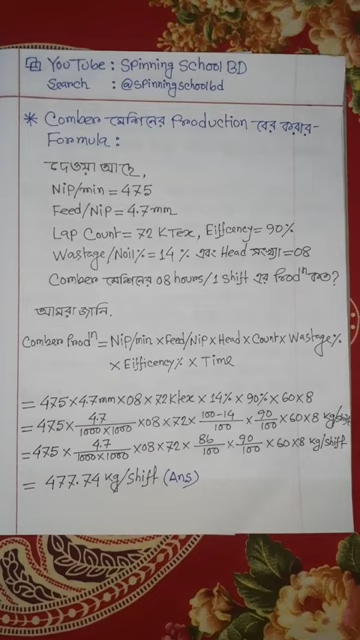 YouTube : Spinning School BD
Search : @spinningschoolbd
* Comber মেশিনের Production বের করার-
Formula :
দেওয়া আছে,
Nip/min = 475
Feed/Nip = 4.7mm
Lap Count = 72 KTex, Efficency = 90%
Wastage/Noil% = 14% এবং Head সংখ্যা = 08
Comber মেশিনের 08 hours/1 shift এর Prodⁿ কত?
আমরা জানি.
Comber Prodⁿ = Nip/min × Feed/Nip × Head × Count × Wastage%
× Eifficency% × Time
= 475 × 4.7mm × 08 × 72 Ktex × 14% × 90% × 60 × 8
= 475 × 4.7/1000×1000 × 08 × 72 × 100-14/100 × 90/100 × 60 × 8 kg/shift
= 475 × 4.7/1000×1000 × 08 × 72 × 86/100 × 90/100 × 60 × 8 kg/shift
= 477.74 kg/shift (Ans)